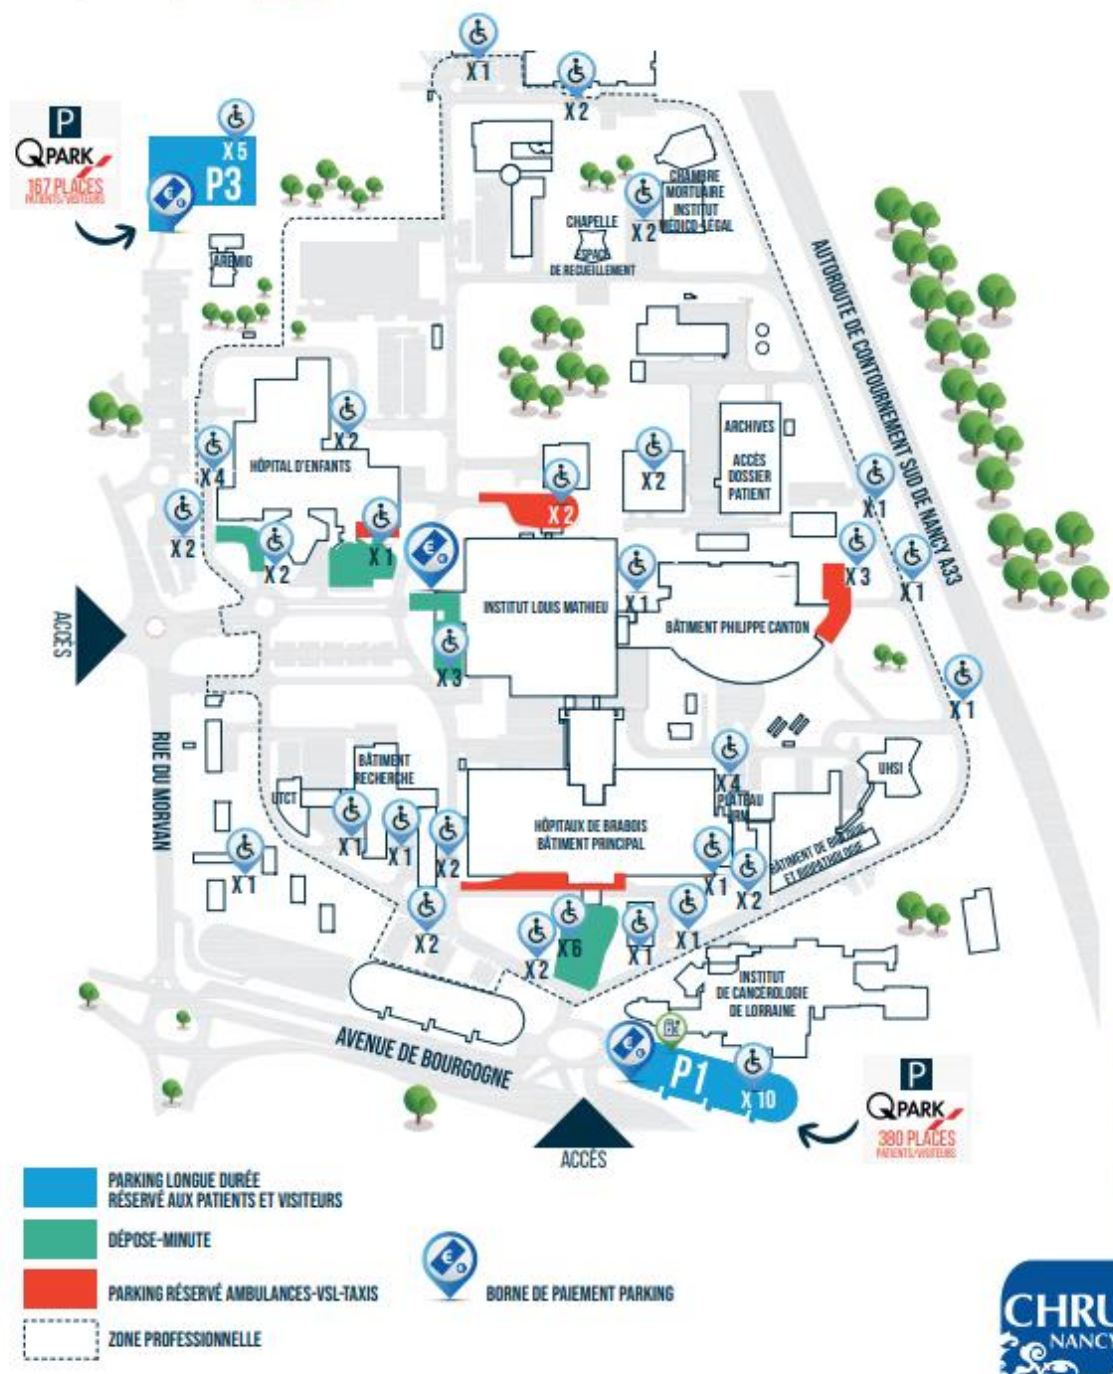 X 1
X 2
P
QPARK
167 PLACES
PATIENTS/VISITEURS
X 5
P3
CHAMBRE
MORTUAIRE
INSTITUT
MÉDICO-LÉGAL
X 2
CHAPELLE
ESPACE
DE RECUEILLEMENT
AREMIG
AUTOROUTE DE CONTOURNEMENT SUD DE NANCY A33
X 2
X 4
HÔPITAL D'ENFANTS
X 2
X 2
X 1
X 2
X 2
ARCHIVES
ACCÈS
DOSSIER
PATIENT
X 1
X 3
X 1
ACCÈS
INSTITUT LOUIS MATHIEU
X 1
BÂTIMENT PHILIPPE CANTON
X 3
X 1
RUE DU MORVAN
BÂTIMENT
RECHERCHE
UTCT
X 1
X 1
X 2
X 1
HÔPITAUX DE BRABOIS
BÂTIMENT PRINCIPAL
X 4
PLATEAU
IRM
UHSI
BÂTIMENT DE BIOLOGIE
ET BIOPATHOLOGIE
X 1
X 2
X 2
X 2
X 6
X 1
X 1
INSTITUT
DE CANCÉROLOGIE
DE LORRAINE
AVENUE DE BOURGOGNE
P1
X 10
P
QPARK
380 PLACES
PATIENTS/VISITEURS
ACCÈS
PARKING LONGUE DURÉE
RÉSERVÉ AUX PATIENTS ET VISITEURS
DÉPOSE-MINUTE
PARKING RÉSERVÉ AMBULANCES-VSL-TAXIS
BORNE DE PAIEMENT PARKING
ZONE PROFESSIONNELLE
CHRU
NANCY